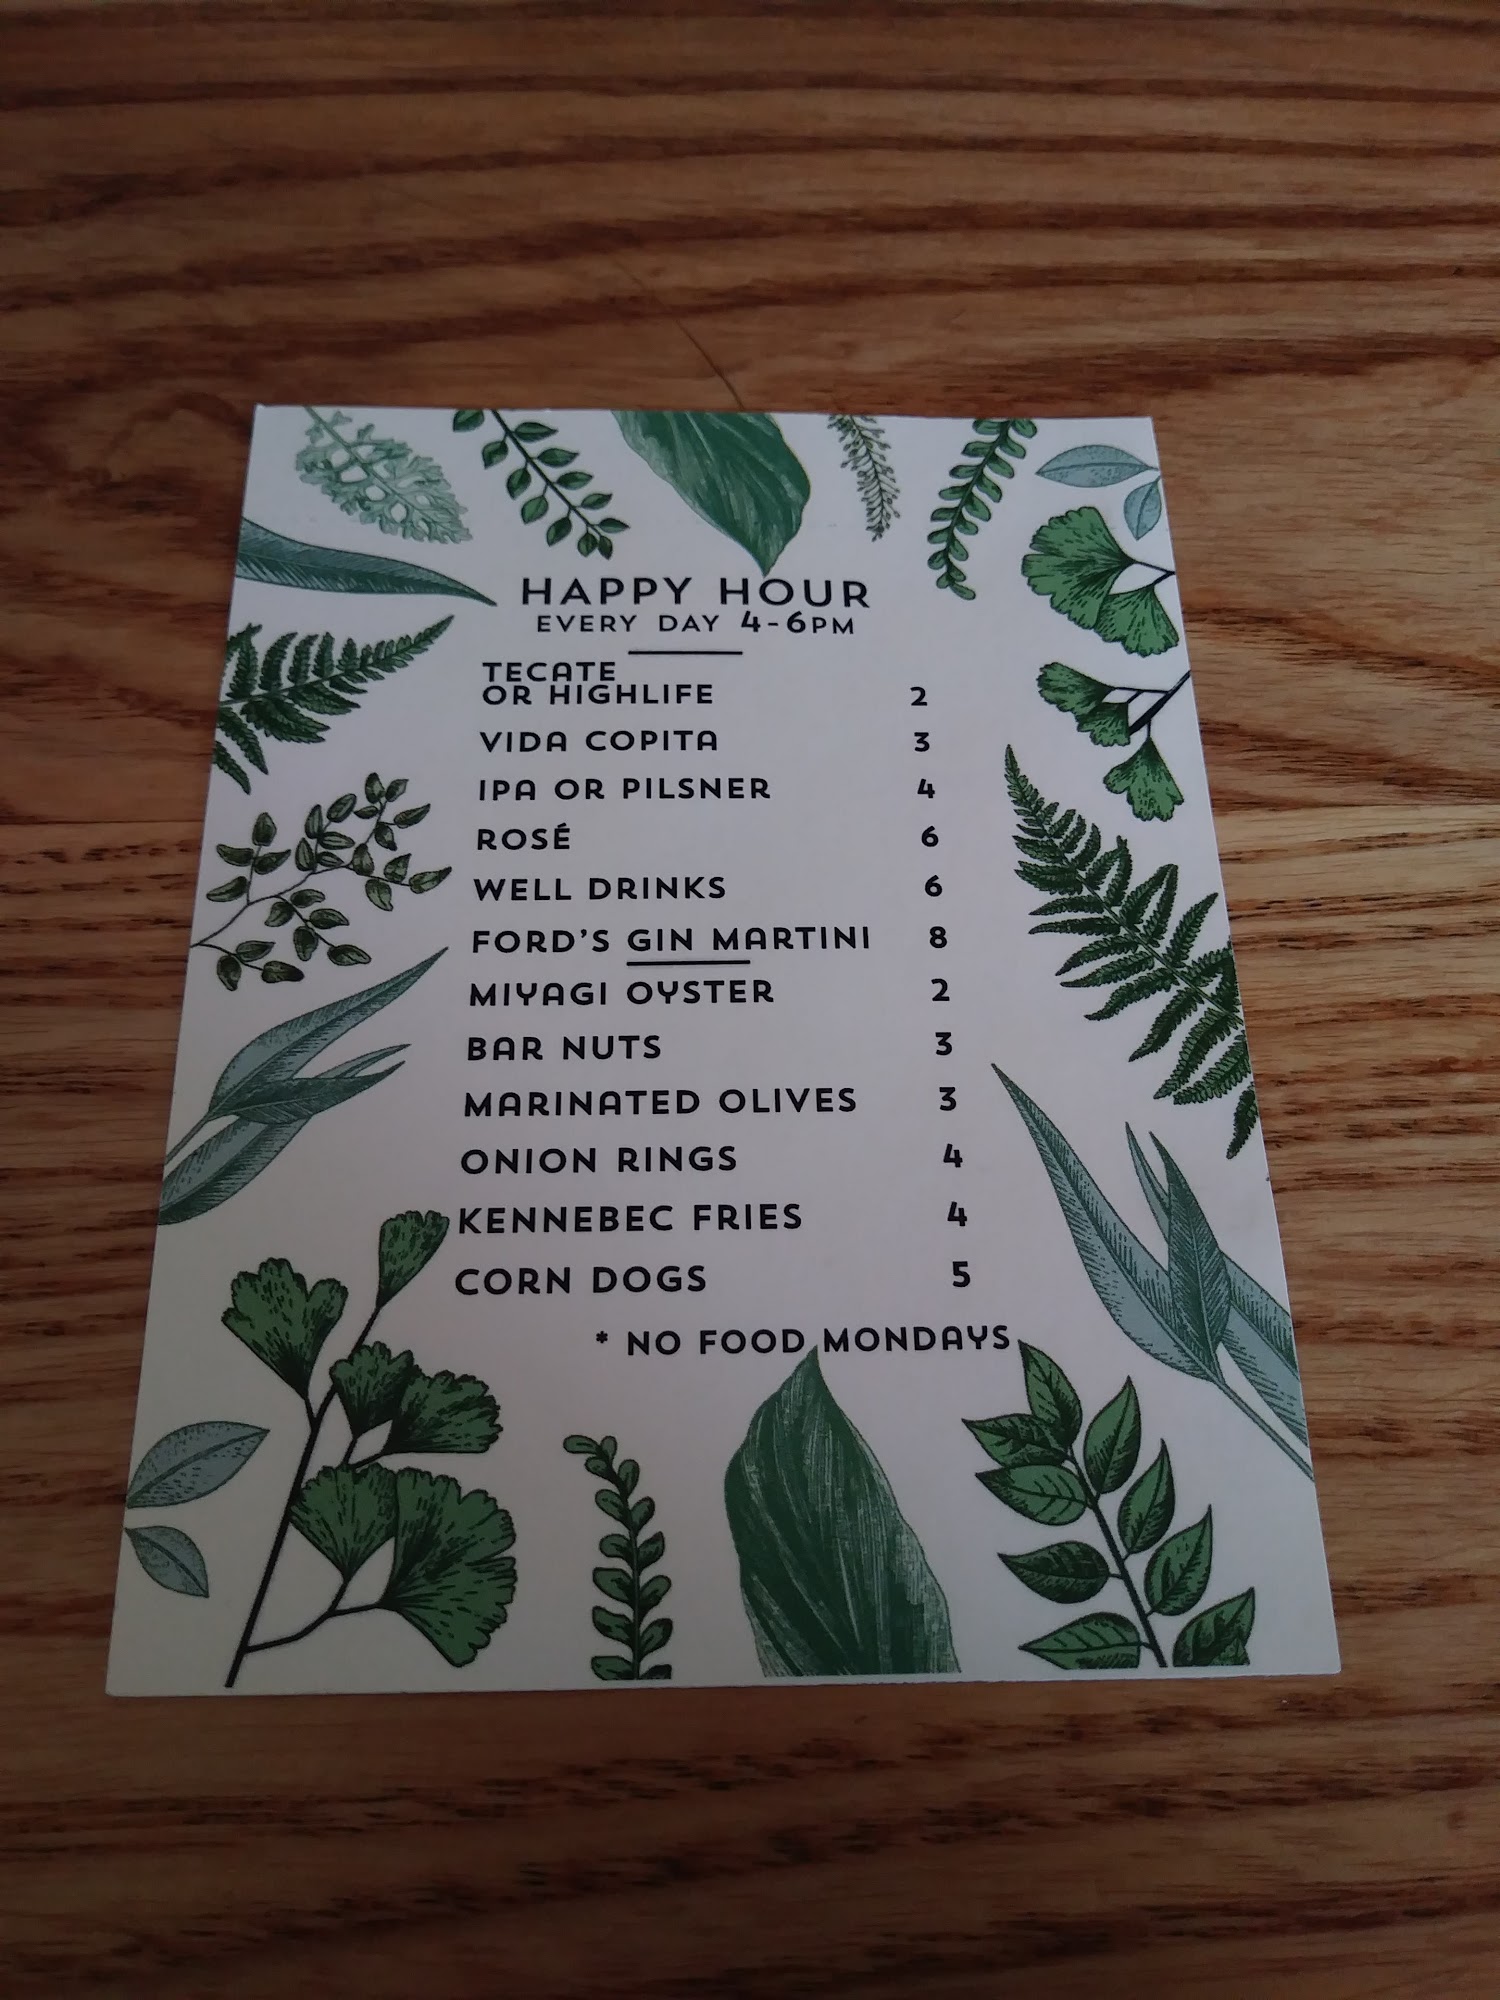 HAPPY HOUR
EVERY DAY 4-6PM
TECATE
OR HIGHLIFE 2
VIDA COPITA 3
IPA OR PILSNER 4
ROSÉ 6
WELL DRINKS 6
FORD'S GIN MARTINI 8
MIYAGI OYSTER 2
BAR NUTS 3
MARINATED OLIVES 3
ONION RINGS 4
KENNEBEC FRIES 4
CORN DOGS 5
* NO FOOD MONDAYS